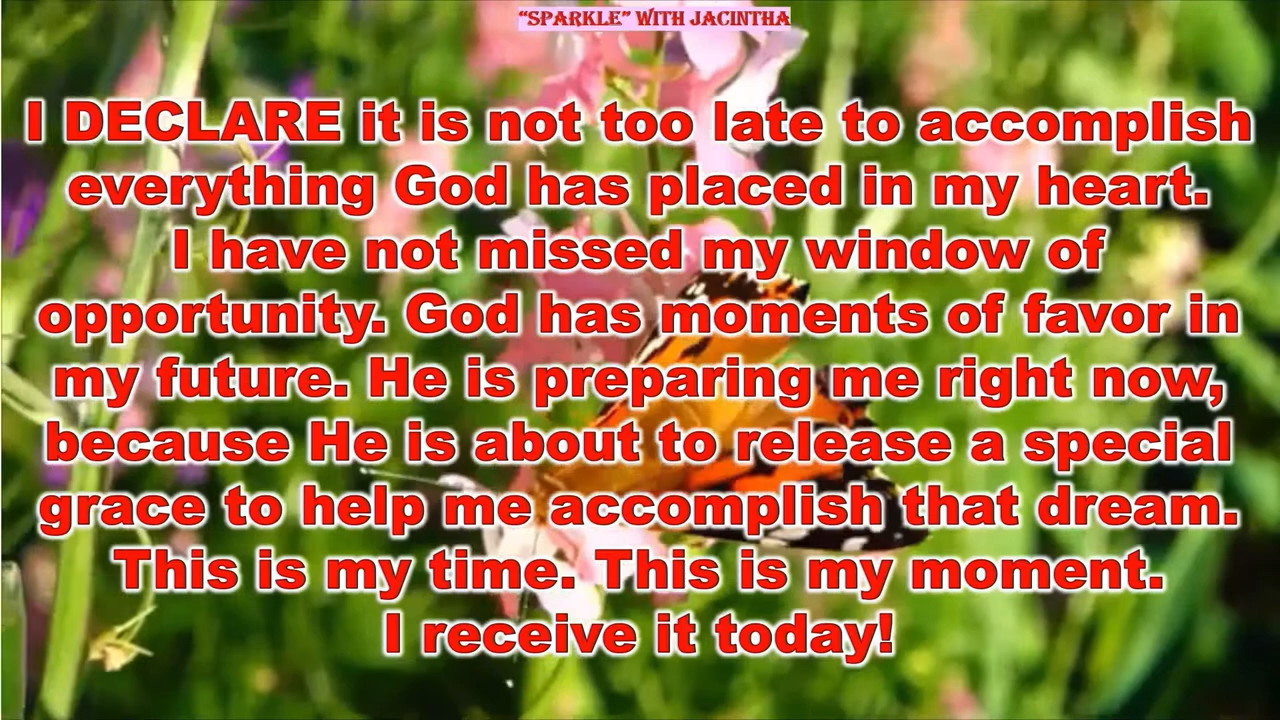 “SPARKLE” WITH JACINTHA
I DECLARE it is not too late to accomplish
everything God has placed in my heart.
I have not missed my window of
opportunity. God has moments of favor in
my future. He is preparing me right now,
because He is about to release a special
grace to help me accomplish that dream.
This is my time. This is my moment.
I receive it today!